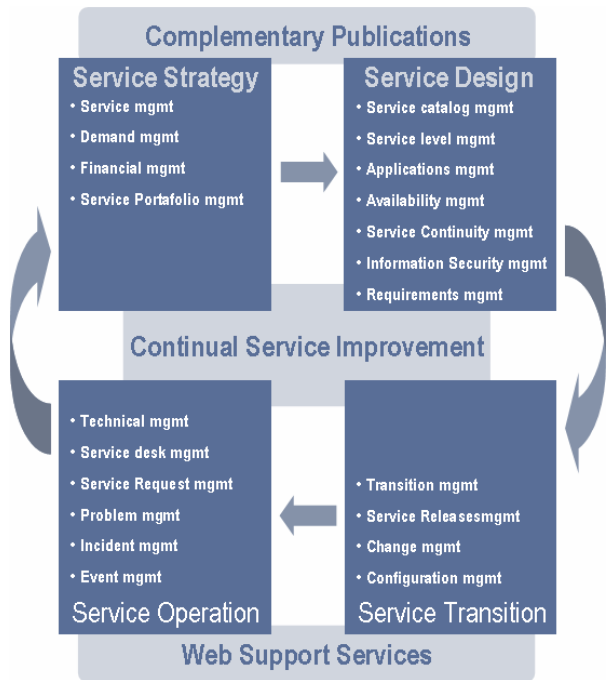 Complementary Publications
Service Strategy
• Service mgmt
• Demand mgmt
• Financial mgmt
• Service Portafolio mgmt
Service Design
• Service catalog mgmt
• Service level mgmt
• Applications mgmt
• Availability mgmt
• Service Continuity mgmt
• Information Security mgmt
• Requirements mgmt
Continual Service Improvement
• Technical mgmt
• Service desk mgmt
• Service Request mgmt
• Problem mgmt
• Incident mgmt
• Event mgmt
Service Operation
• Transition mgmt
• Service Releasesmgmt
• Change mgmt
• Configuration mgmt
Service Transition
Web Support Services